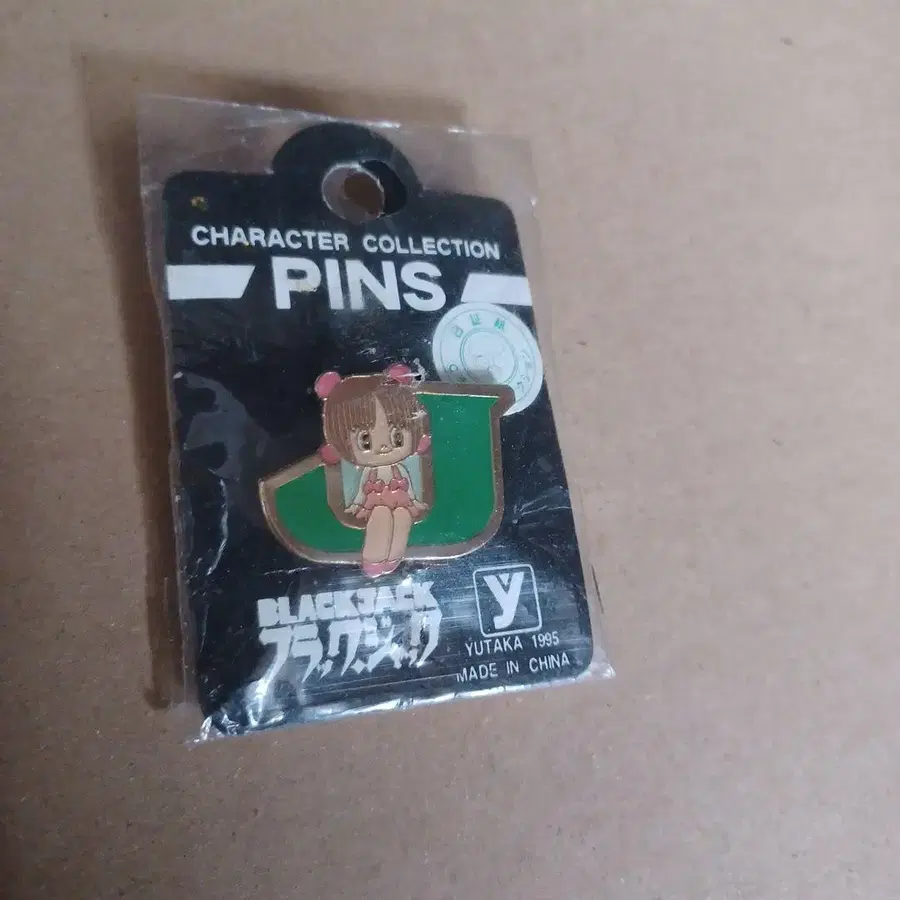 CHARACTER COLLECTION
PINS
J
BLACKJACK
ブラック・ジャック
y
YUTAKA 1995
MADE IN CHINA